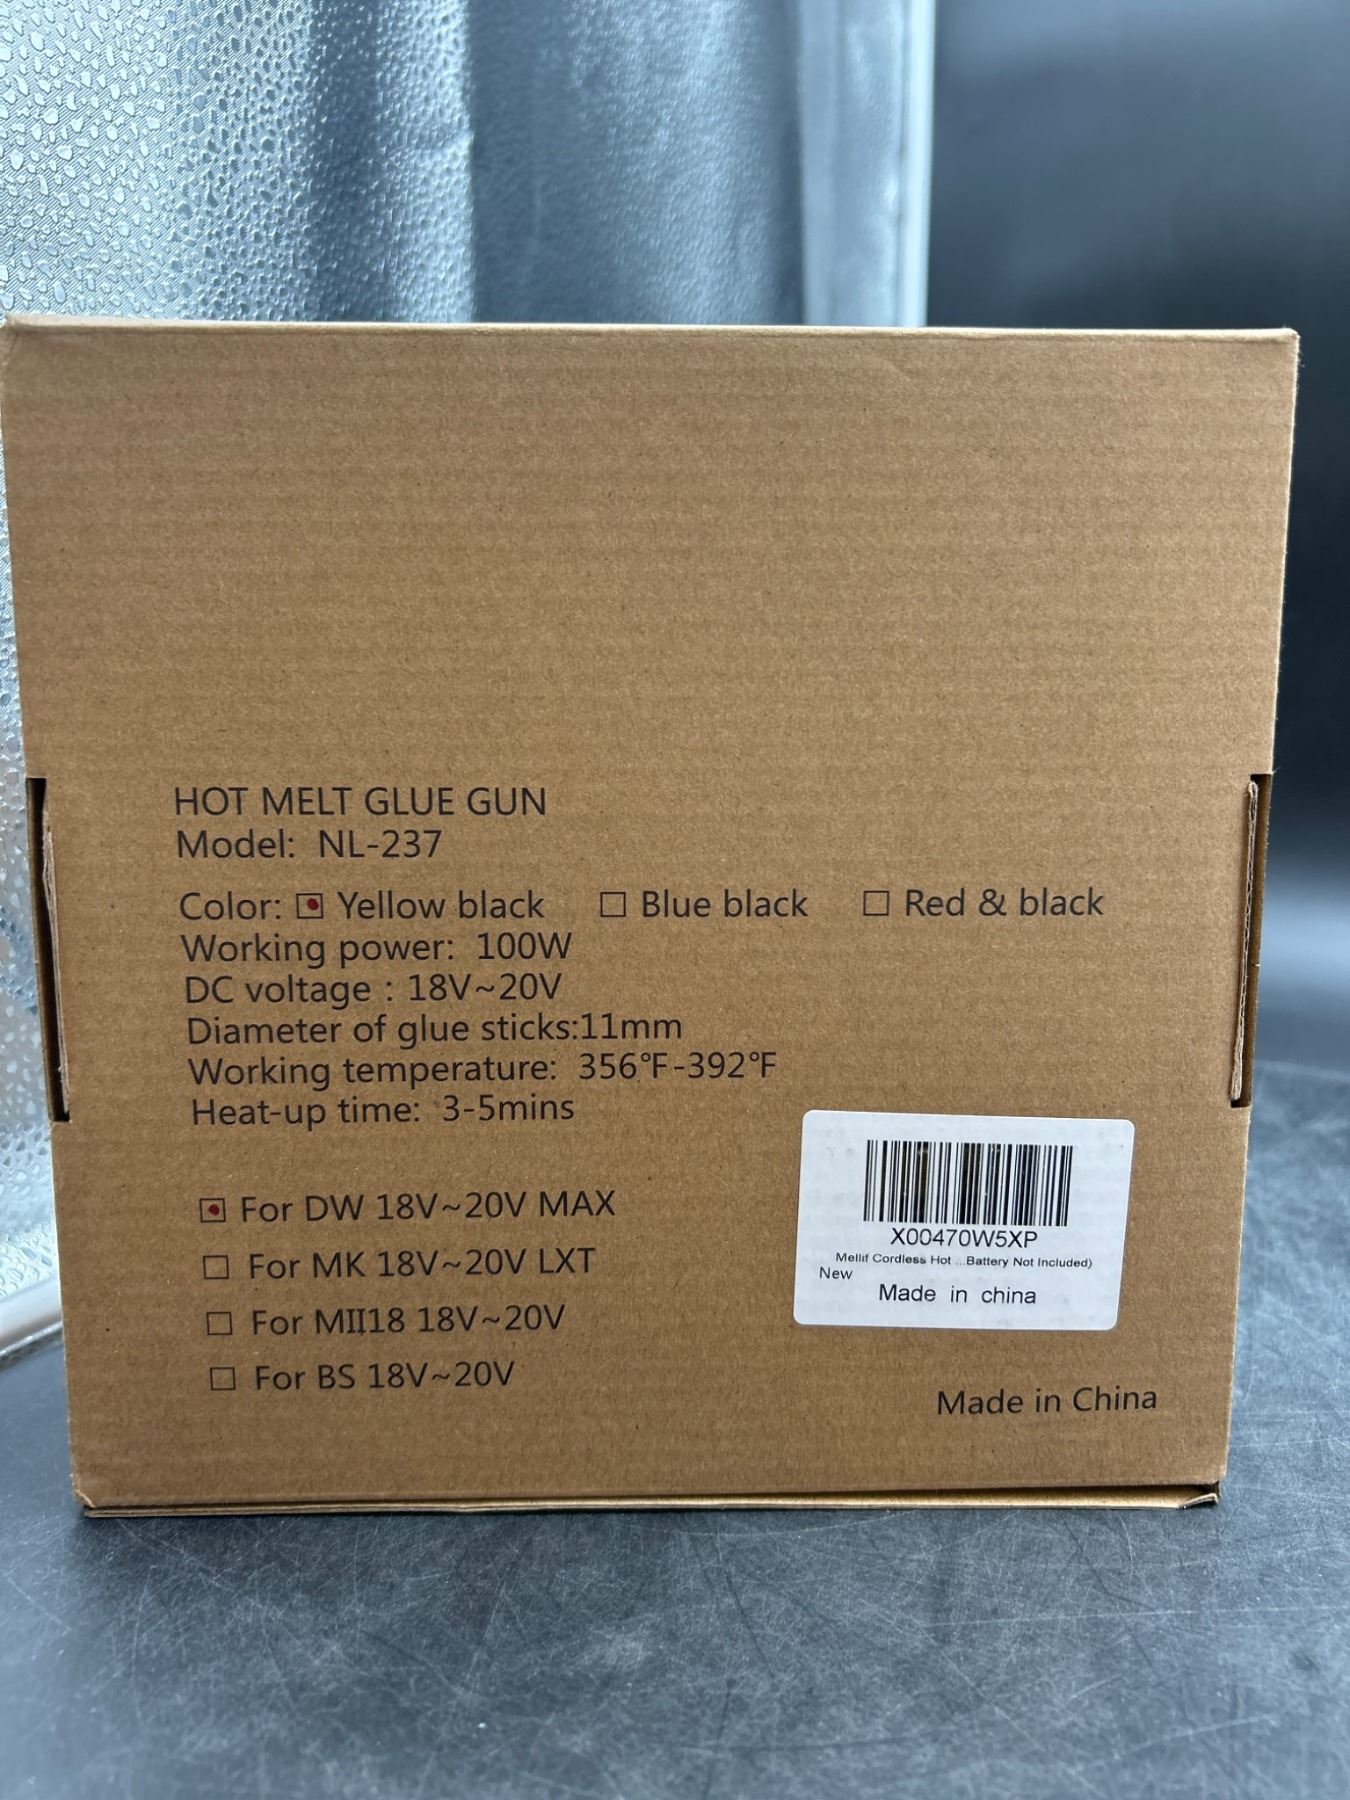 HOT MELT GLUE GUN
Model: NL-237
Color: Yellow black Blue black Red & black
Working power: 100W
DC voltage : 18V~20V
Diameter of glue sticks:11mm
Working temperature: 356°F-392°F
Heat-up time: 3-5mins
For DW 18V~20V MAX
For MK 18V~20V LXT
For MII18 18V~20V
For BS 18V~20V
X00470W5XP
Mellif Cordless Hot ...Battery Not Included)
New
Made in china
Made in China